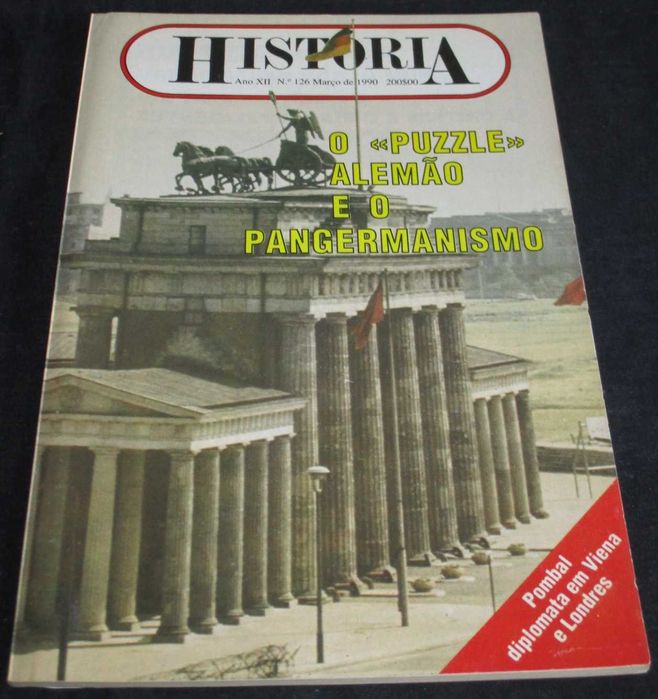 HISTORIA
Ano XII N.º 126 Março de 1990 200$00
O «PUZZLE»
ALEMÃO
E O
PANGERMANISMO
Pombal
diplomata em Viena
e Londres